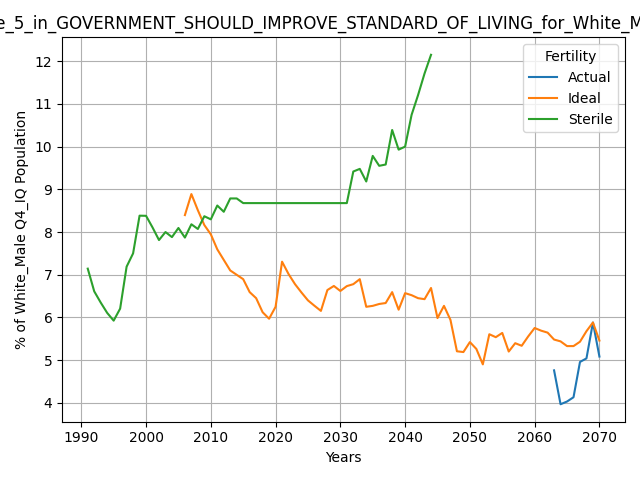 e_5_in_GOVERNMENT_SHOULD_IMPROVE_STANDARD_OF_LIVING_for_White_M
Fertility
Actual
Ideal
Sterile
% of White_Male Q4_IQ Population
12
11
10
9
8
7
6
5
4
1990 2000 2010 2020 2030 2040 2050 2060 2070
Years